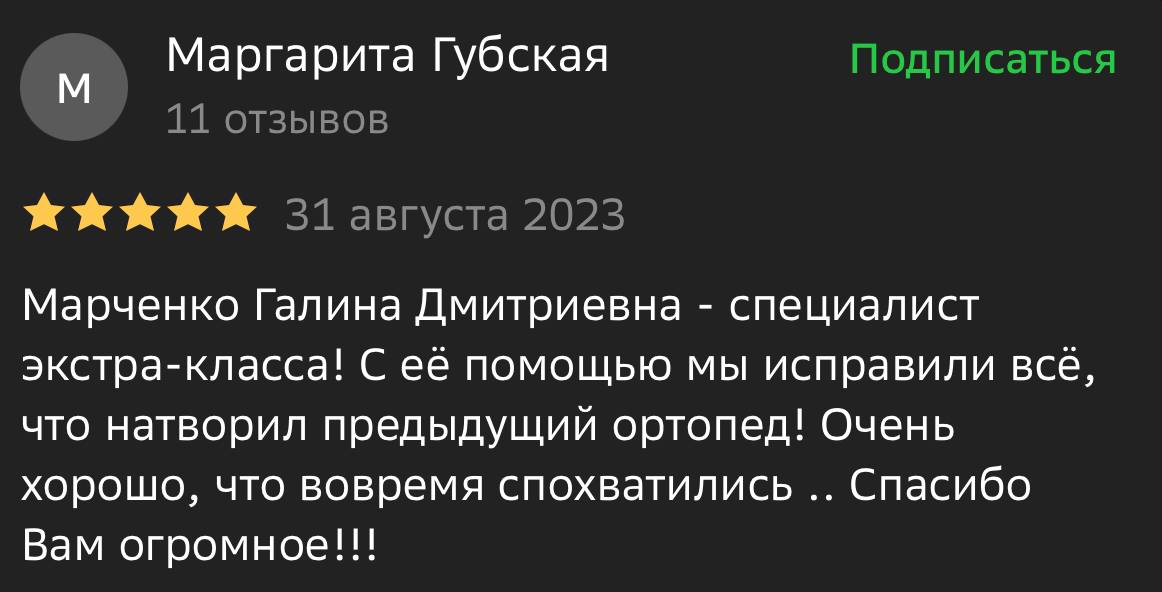 М
Маргарита Губская
Подписаться
11 отзывов
31 августа 2023
Марченко Галина Дмитриевна - специалист
экстра-класса! С её помощью мы исправили всё,
что натворил предыдущий ортопед! Очень
хорошо, что вовремя спохватились .. Спасибо
Вам огромное!!!